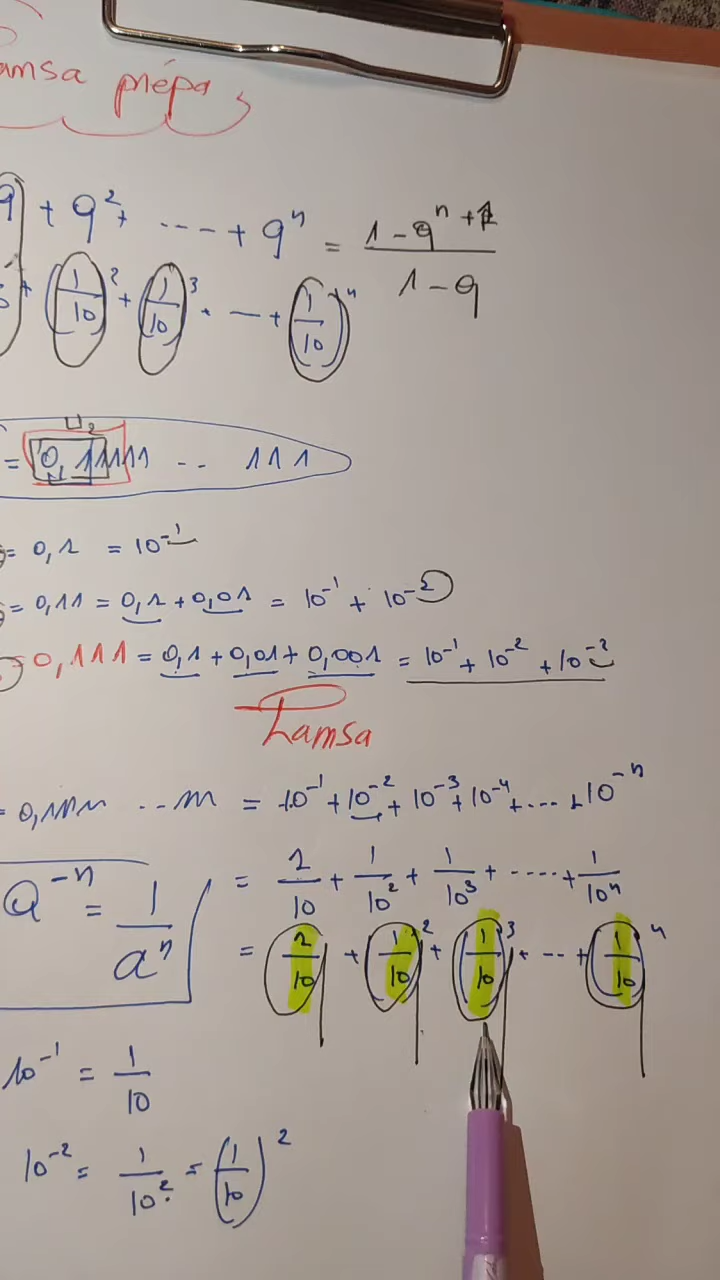 amsa prépa
q + q² + ---- + qⁿ = (1 - qⁿ⁺¹)/(1 - q)
+ (1/10)² + (1/10)³ + --- + (1/10)ⁿ
U₂
= 0,11111 -- 111
= 0,1 = 10⁻¹
= 0,11 = 0,1 + 0,01 = 10⁻¹ + 10⁻²
= 0,111 = 0,1 + 0,01 + 0,001 = 10⁻¹ + 10⁻² + 10⁻³
Lamsa
= 0,111 -- 11 = 10⁻¹ + 10⁻² + 10⁻³ + 10⁻⁴ + ---- + 10⁻ⁿ
a⁻ⁿ = 1/aⁿ
= 1/10 + 1/10² + 1/10³ + ---- + 1/10ⁿ
= 1/10 + (1/10)² + (1/10)³ + --- + (1/10)ⁿ
10⁻¹ = 1/10
10⁻² = 1/10² = (1/10)²